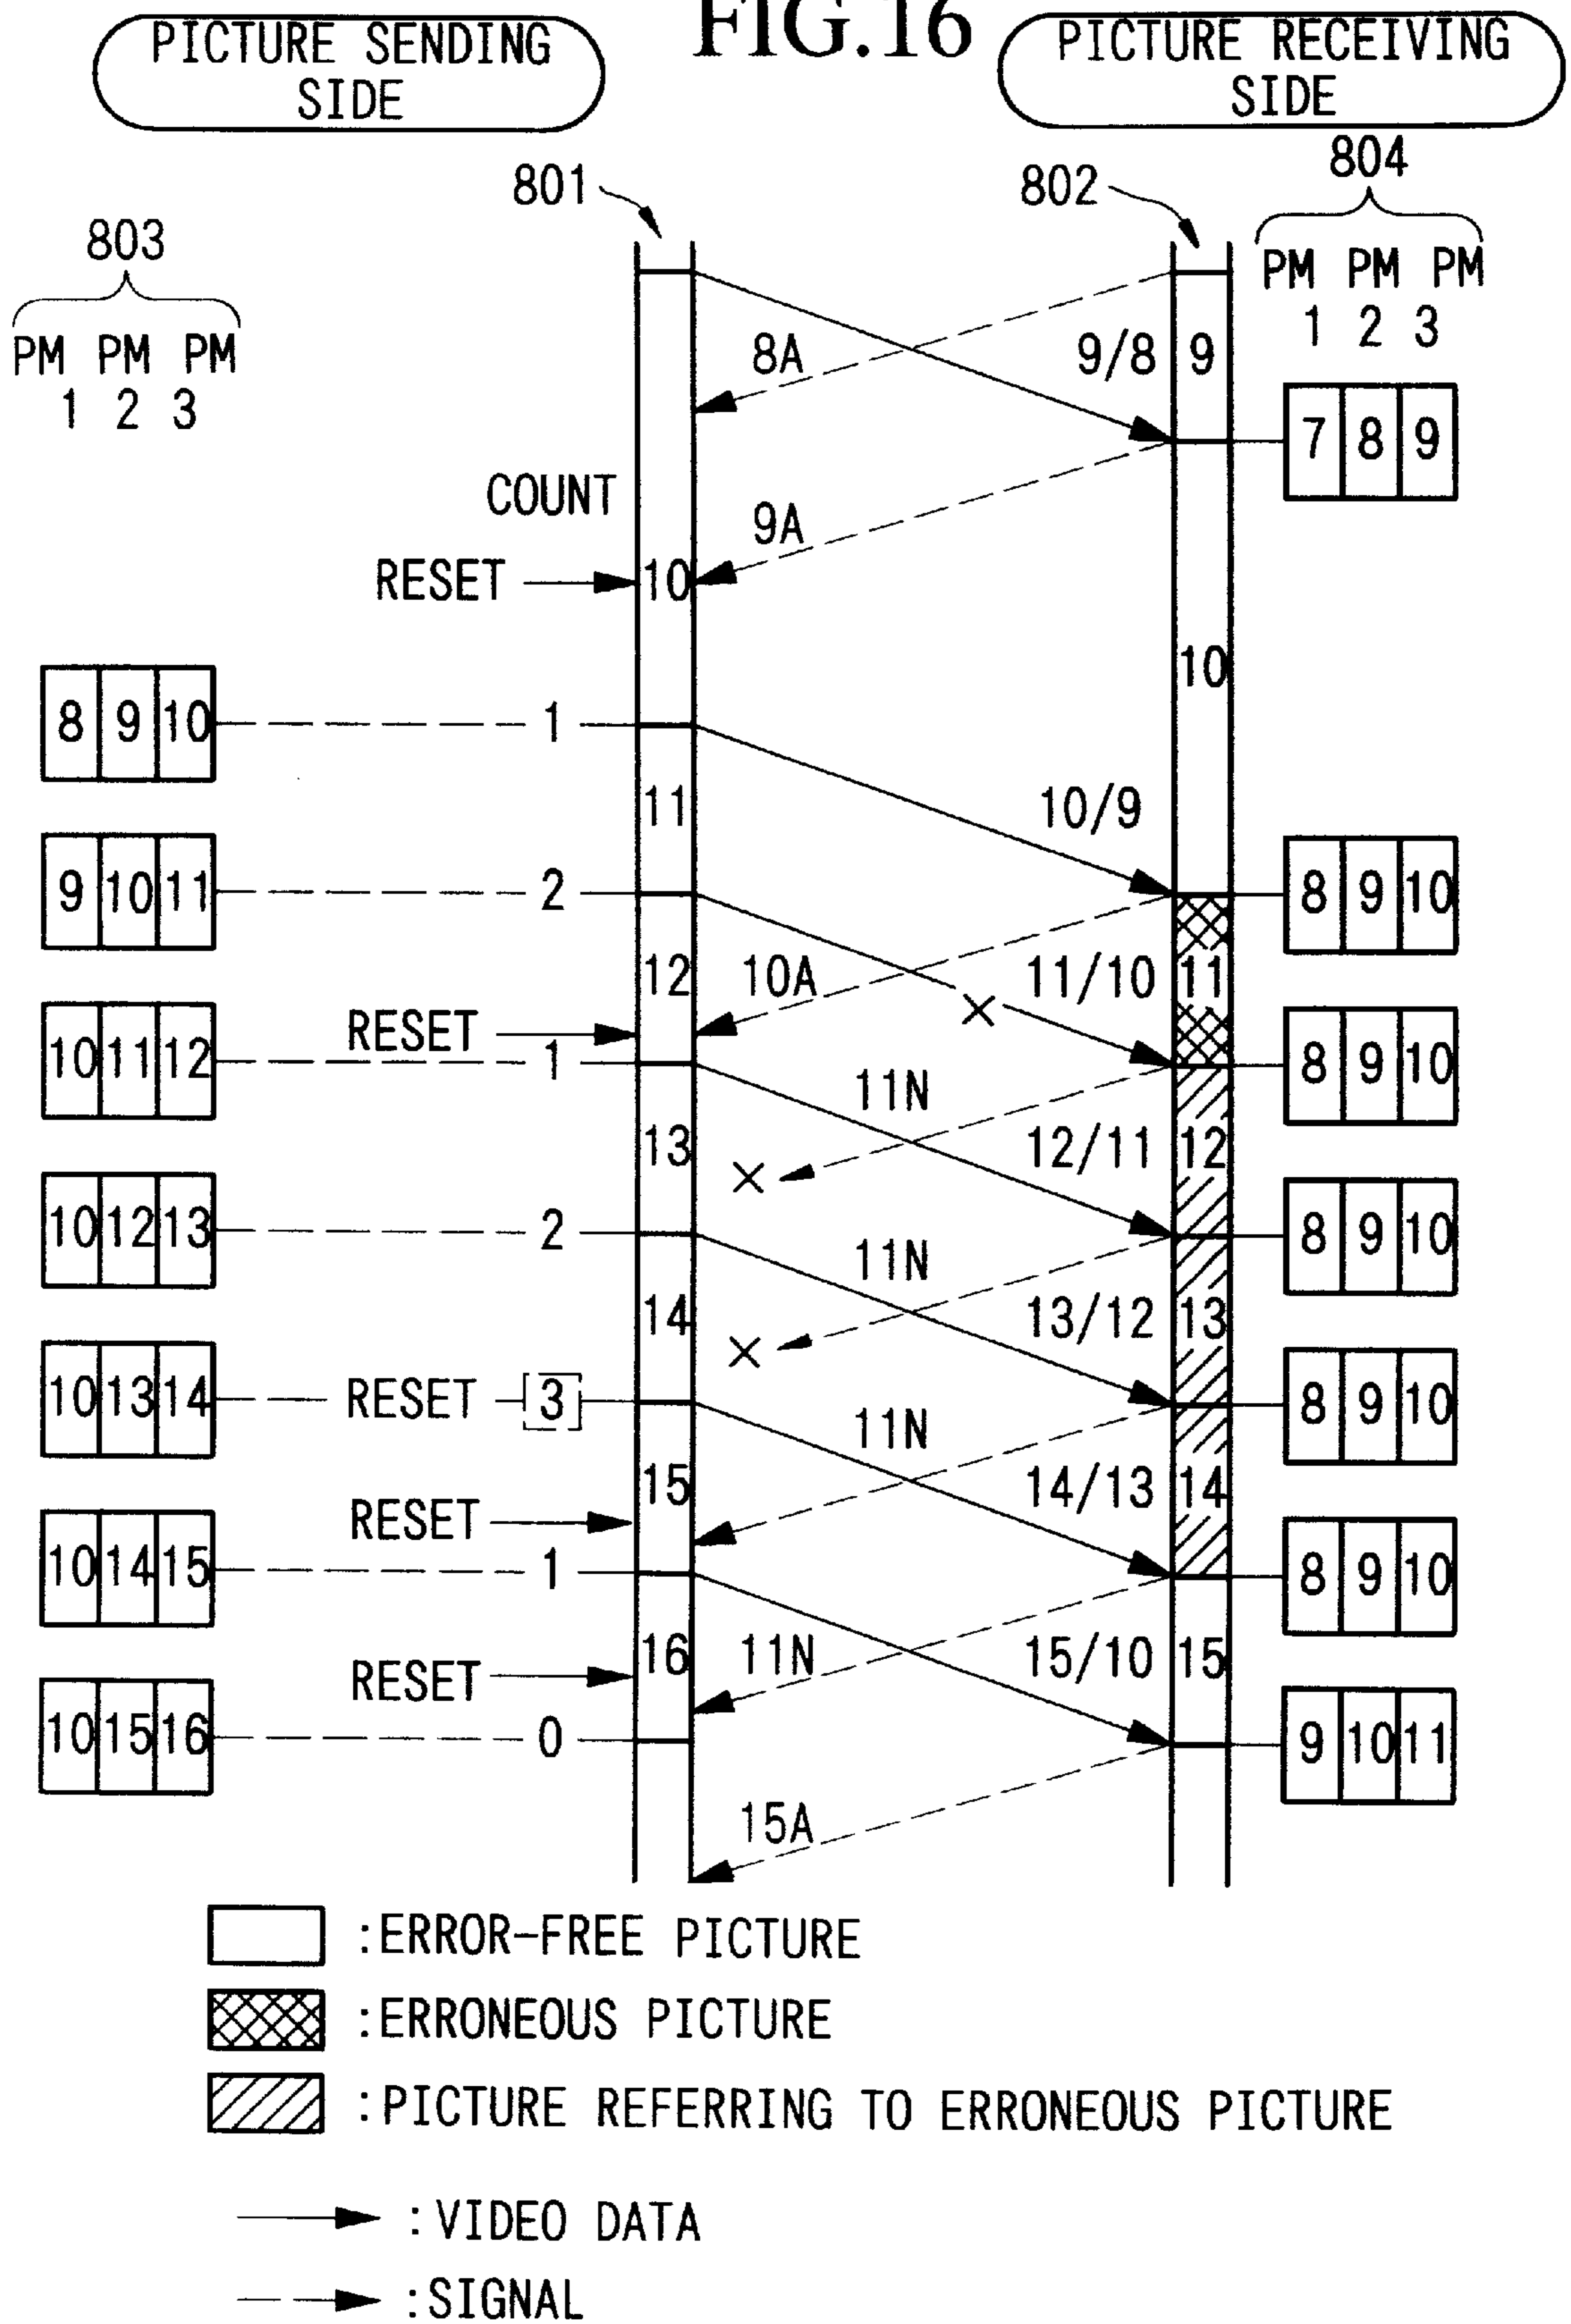 FIG.16
PICTURE SENDING
SIDE
PICTURE RECEIVING
SIDE
801
802
804
803
PM PM PM
1 2 3
PM PM PM
1 2 3
8A
9/8
9
7 8 9
COUNT
9A
RESET
10
10
8 9 10
1
11
10/9
9 10 11
2
8 9 10
12
10A
11/10
11
RESET
10 11 12
1
8 9 10
11N
13
12/11
12
10 12 13
2
8 9 10
11N
14
13/12
13
10 13 14
RESET
[3]
8 9 10
11N
15
14/13
14
RESET
10 14 15
1
8 9 10
16
11N
15/10
15
RESET
10 15 16
0
9 10 11
15A
:ERROR-FREE PICTURE
:ERRONEOUS PICTURE
:PICTURE REFERRING TO ERRONEOUS PICTURE
:VIDEO DATA
:SIGNAL